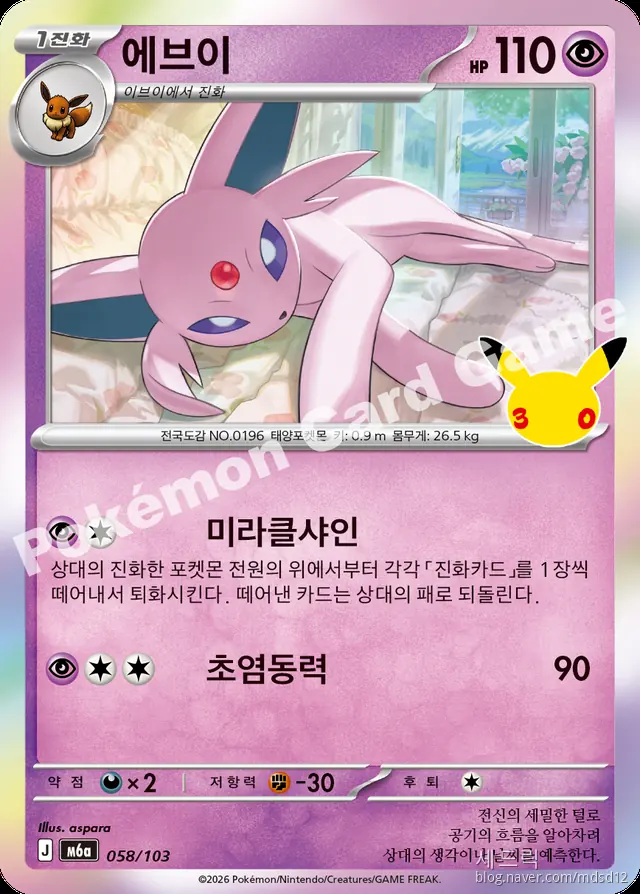 1진화
에브이
HP 110
이브이에서 진화
전국도감 NO.0196 태양포켓몬 키: 0.9 m 몸무게: 26.5 kg
30
Pokémon Card Game
미라클샤인
상대의 진화한 포켓몬 전원의 위에서부터 각각 「진화카드」를 1장씩
떼어내서 퇴화시킨다. 떼어낸 카드는 상대의 패로 되돌린다.
초염동력 90
약점 ×2 저항력 -30 후퇴
Illus. aspara
J m6a 058/103
전신의 세밀한 털로
공기의 흐름을 알아차려
상대의 생각이나 날씨를 예측한다.
©2026 Pokémon/Nintendo/Creatures/GAME FREAK.
blog.naver.com/mdsd12